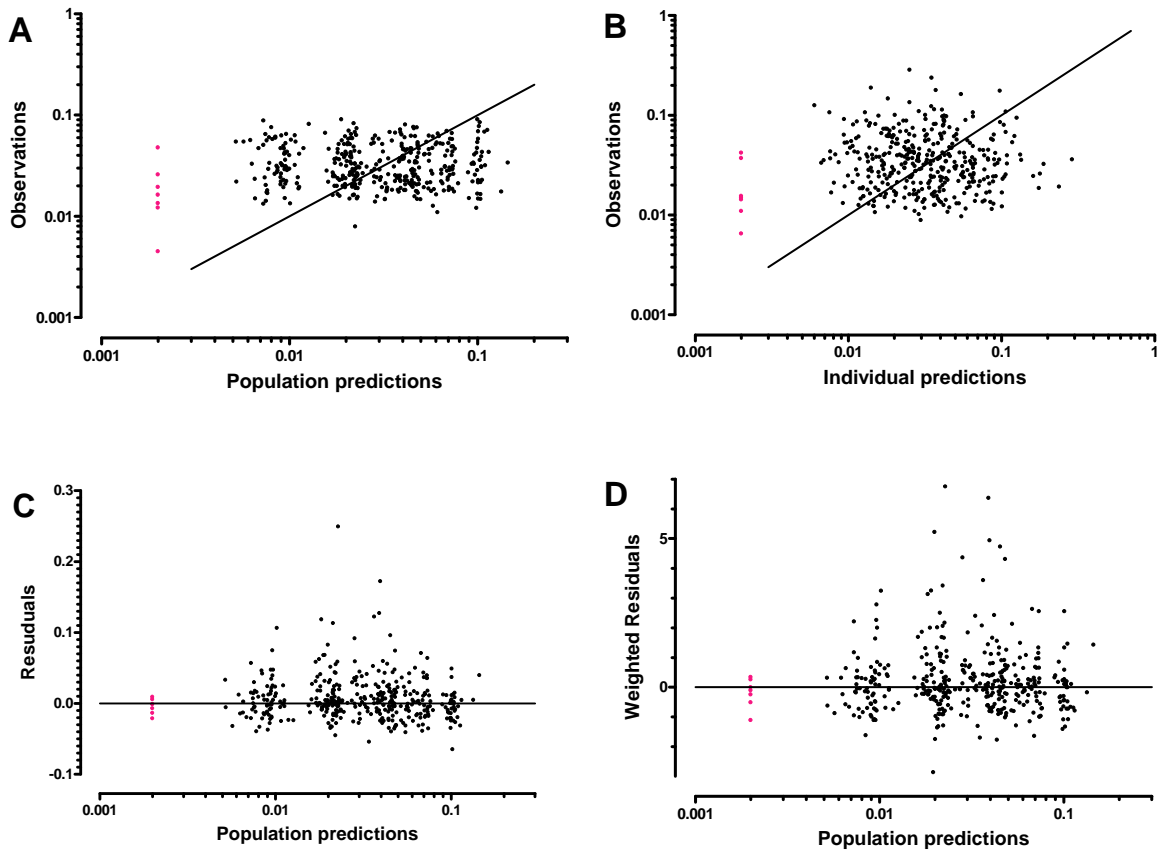 A
Observations
1
0.1
0.01
0.001
0.001
0.01
0.1
Population predictions
B
Observations
1
0.1
0.01
0.001
0.001
0.01
0.1
1
Individual predictions
C
Resuduals
0.3
0.2
0.1
0.0
-0.1
0.001
0.01
0.1
Population predictions
D
Weighted Residuals
5
0
0.001
0.01
0.1
Population predictions